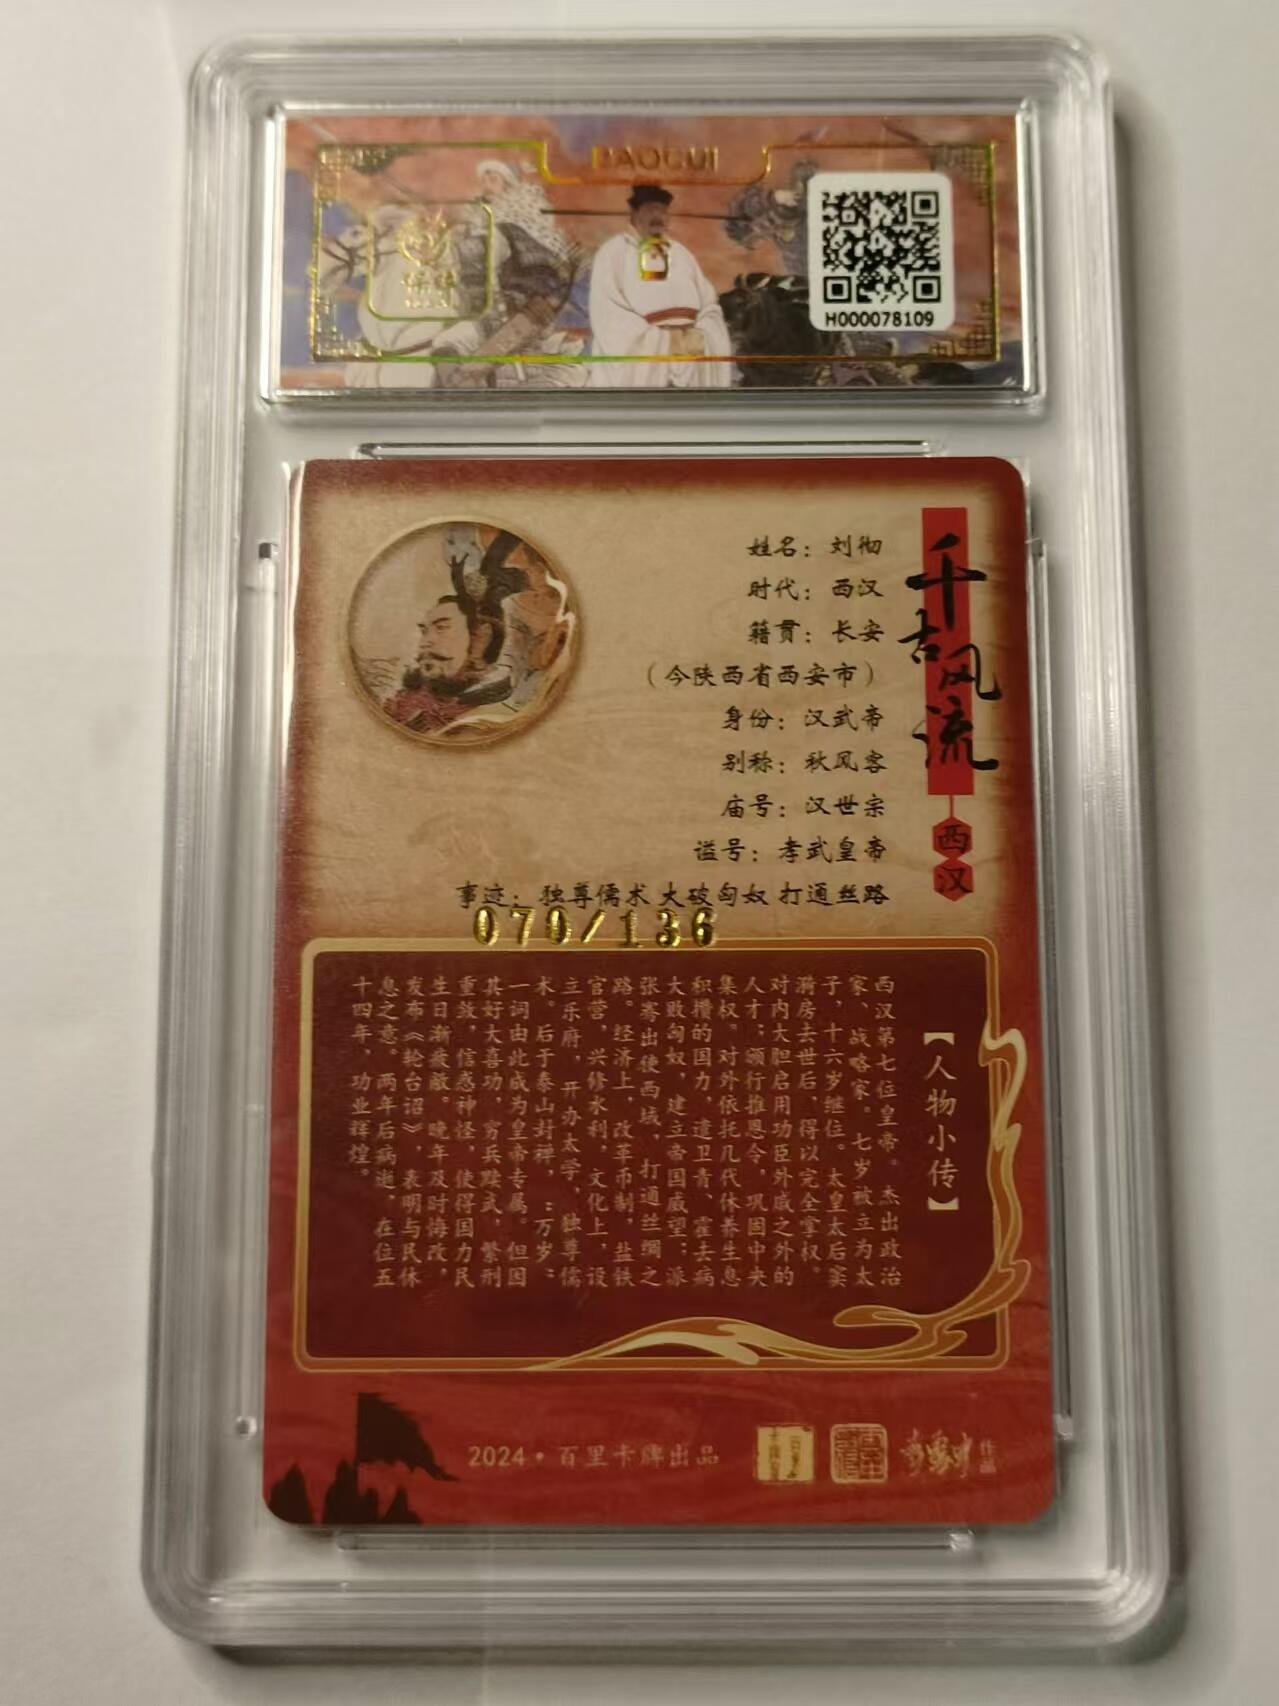 BAOCUI
H000078109
千古风流
西汉
姓名：刘彻
时代：西汉
籍贯：长安
（今陕西省西安市）
身份：汉武帝
别称：秋风客
庙号：汉世宗
谥号：孝武皇帝
事迹：独尊儒术 大破匈奴 打通丝路
070/136
【人物小传】
西汉第七位皇帝。杰出政治
家、战略家。七岁被立为太
子，十六岁继位。太皇太后窦
漪房去世后，得以完全掌权。
对内大胆启用功臣外戚之外的
人才；颁行推恩令，巩固中央
集权。对外依托几代休养生息
积攒的国力，遣卫青、霍去病
大败匈奴，建立帝国威望；派
张骞出使西域，打通丝绸之
路。经济上，改革币制，盐铁
官营，兴修水利，文化上，设
立乐府，开办太学，独尊儒
术。后于泰山封禅，：万岁：
一词由此成为皇帝专属。但因
其好大喜功，穷兵黩武，繁刑
重敛，信惑神怪，使得国力民
生日渐疲敝。晚年及时悔改，
发布《轮台诏》，表明与民休
息之意。两年后病逝，在位五
十四年，功业辉煌。
2024·百里卡牌出品
作品